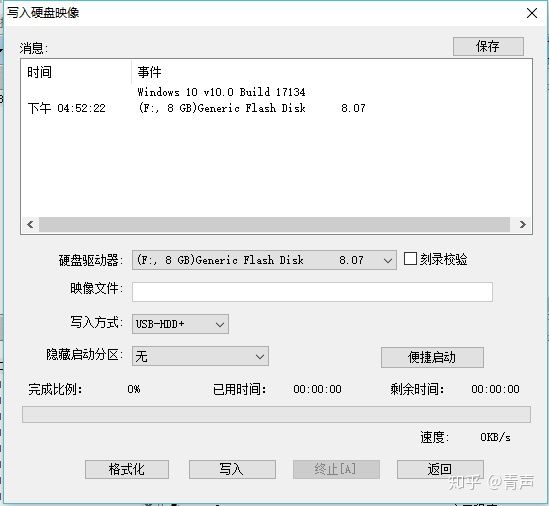 写入硬盘映像
消息:
保存
时间 事件
Windows 10 v10.0 Build 17134
下午 04:52:22 (F:, 8 GB)Generic Flash Disk 8.07
硬盘驱动器: (F:, 8 GB)Generic Flash Disk 8.07 刻录校验
映像文件:
写入方式: USB-HDD+
隐藏启动分区: 无 便捷启动
完成比例: 0% 已用时间: 00:00:00 剩余时间: 00:00:00
速度: 0KB/s
格式化 写入 终止[A] 返回
知乎 @青声